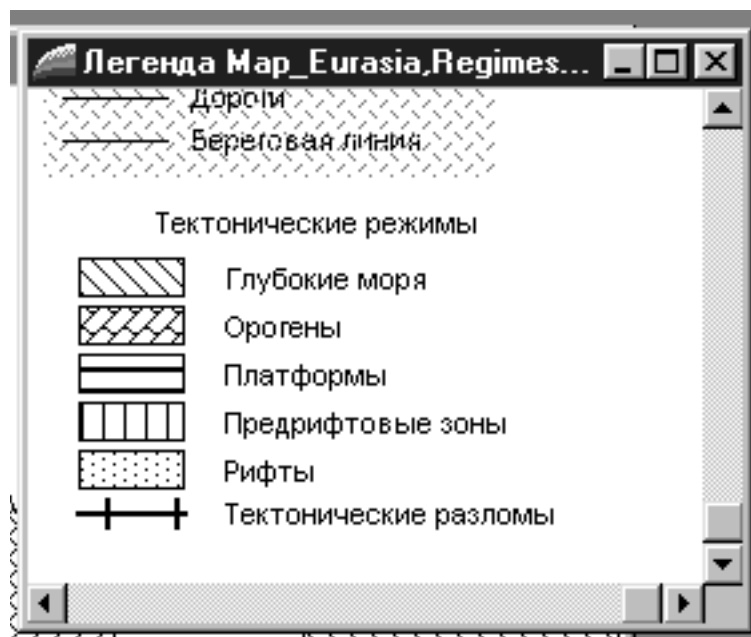 Легенда Map_Eurasia,Regimes...
Дороги
Береговая линия
Тектонические режимы
Глубокие моря
Орогены
Платформы
Предрифтовые зоны
Рифты
Тектонические разломы